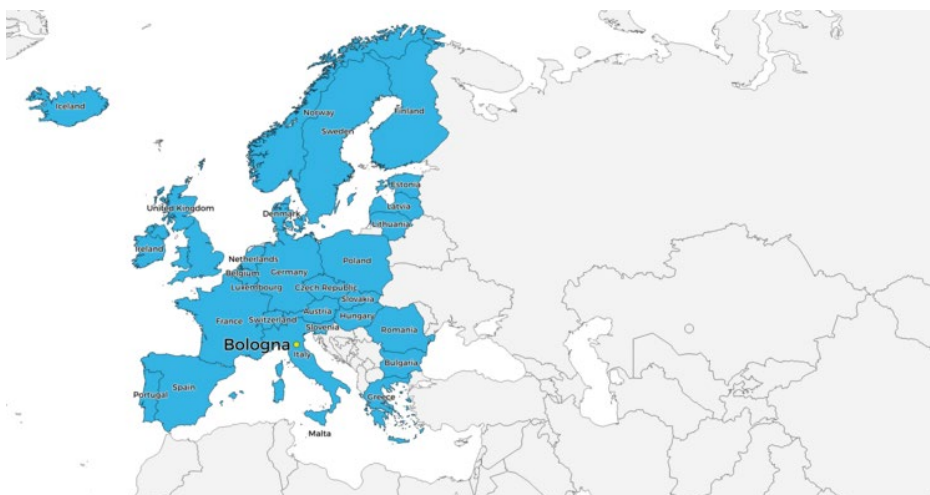 Iceland
Norway
Finland
Sweden
Estonia
Latvia
Lithuania
United Kingdom
Denmark
Ireland
Netherlands
Belgium
Germany
Poland
Luxembourg
Czech Republic
Slovakia
Austria
Hungary
France
Switzerland
Slovenia
Romania
Bologna
Italy
Bulgaria
Spain
Portugal
Greece
Malta